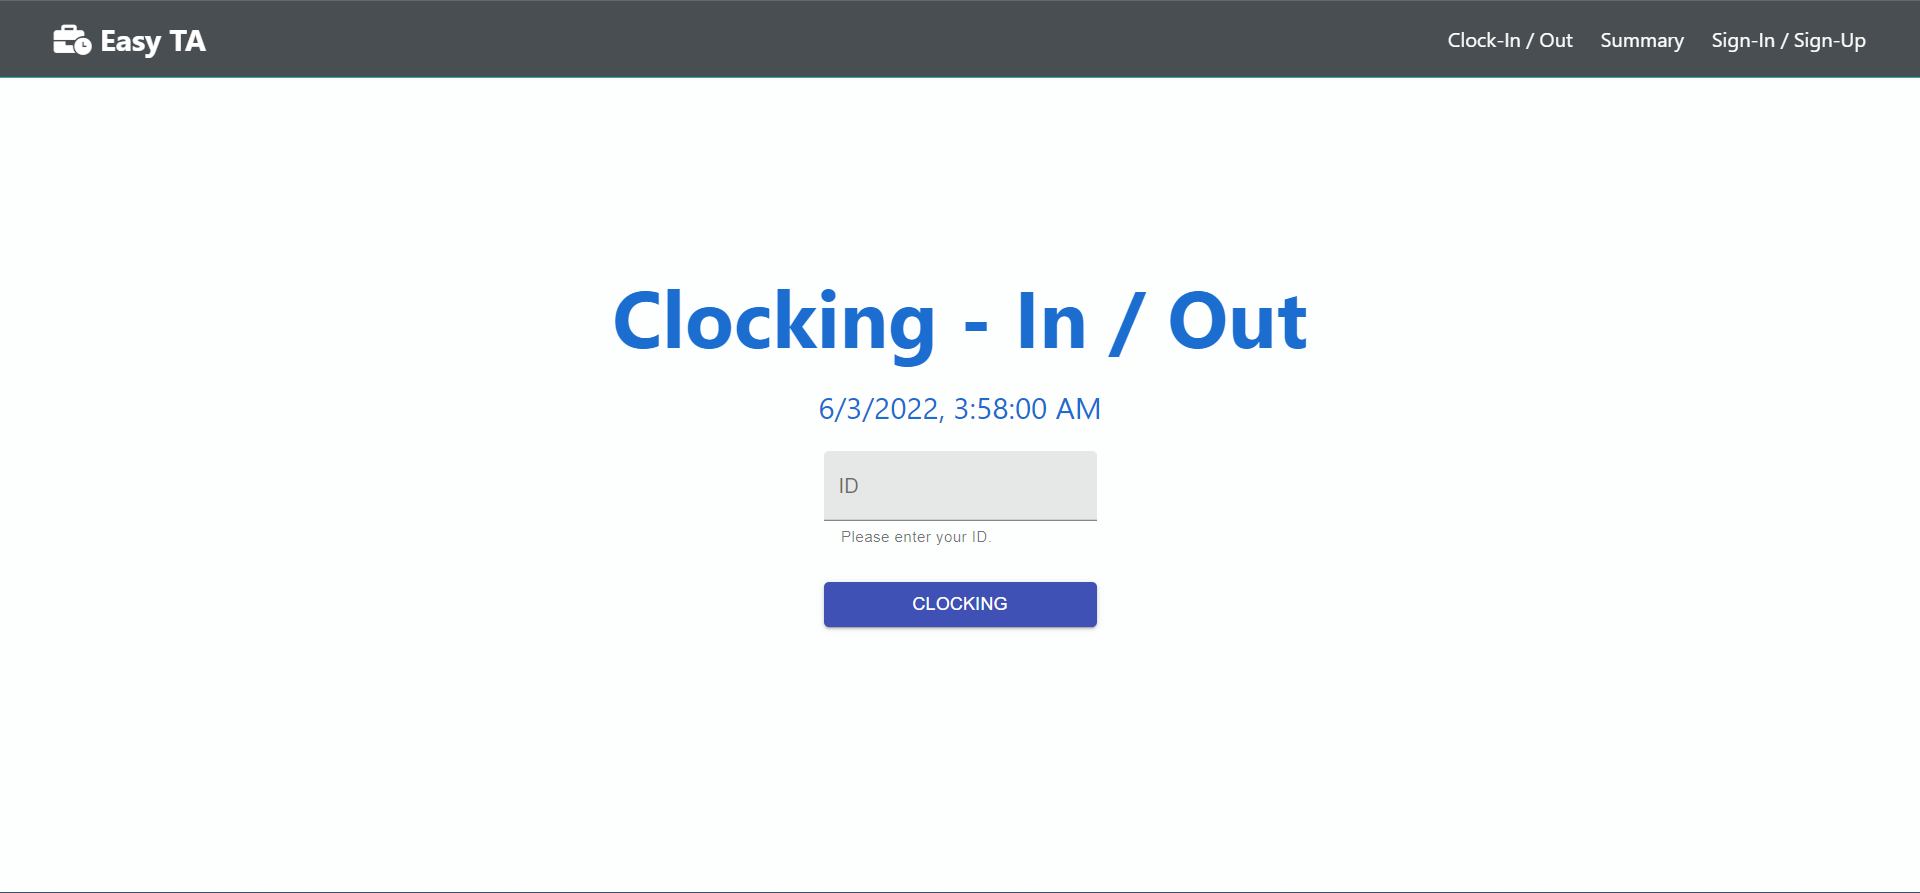 Easy TA
Clock-In / Out Summary Sign-In / Sign-Up
Clocking - In / Out
6/3/2022, 3:58:00 AM
ID
Please enter your ID.
CLOCKING